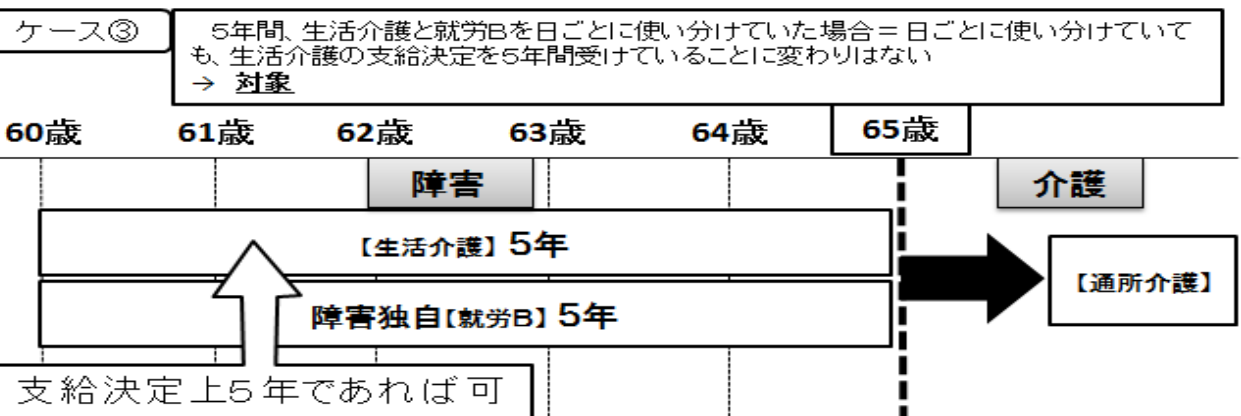 ケース③
5年間、生活介護と就労Bを日ごとに使い分けていた場合＝日ごとに使い分けていて
も、生活介護の支給決定を5年間受けていることに変わりはない
→ 対象
60歳 61歳 62歳 63歳 64歳 65歳
障害 介護
【生活介護】5年
【通所介護】
障害独自【就労B】5年
支給決定上5年であれば可